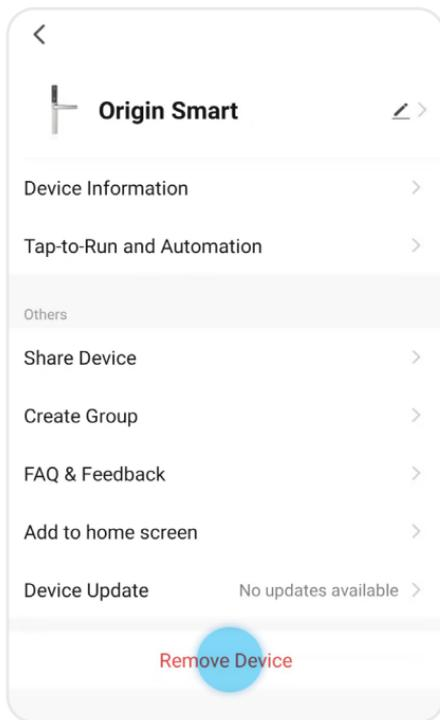 Origin Smart
Device Information
Tap-to-Run and Automation
Others
Share Device
Create Group
FAQ & Feedback
Add to home screen
Device Update No updates available
Remove Device